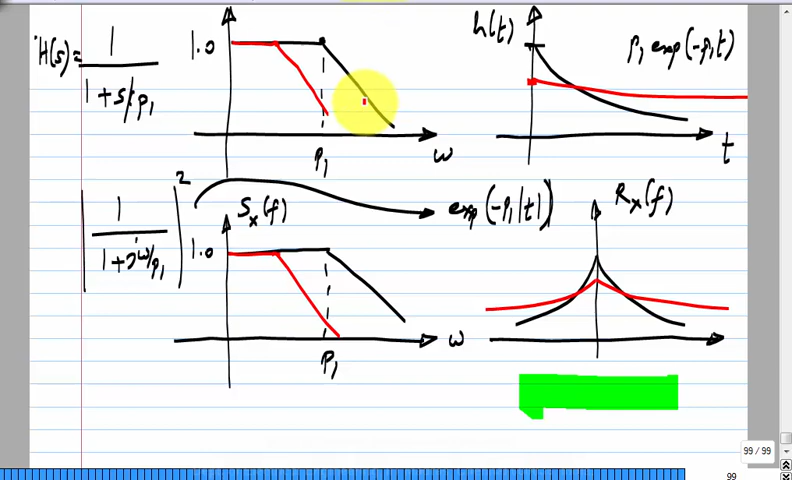 H(s) = 1 / (1 + s/p₁)
1.0
p₁
ω
h(t)
p₁ exp(-p₁t)
t
|1 / (1 + jω/p₁)|²
exp(-p₁|t|)
Sx(f)
1.0
p₁
ω
Rx(f)
99 / 99
99